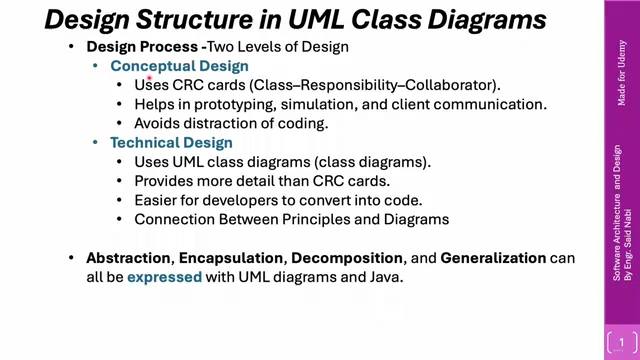 Design Structure in UML Class Diagrams
• Design Process -Two Levels of Design
• Conceptual Design
• Uses CRC cards (Class–Responsibility–Collaborator).
• Helps in prototyping, simulation, and client communication.
• Avoids distraction of coding.
• Technical Design
• Uses UML class diagrams (class diagrams).
• Provides more detail than CRC cards.
• Easier for developers to convert into code.
• Connection Between Principles and Diagrams
• Abstraction, Encapsulation, Decomposition, and Generalization can
all be expressed with UML diagrams and Java.
Made for Udemy
Software Architecture and Design
By Engr. Said Nabi
1